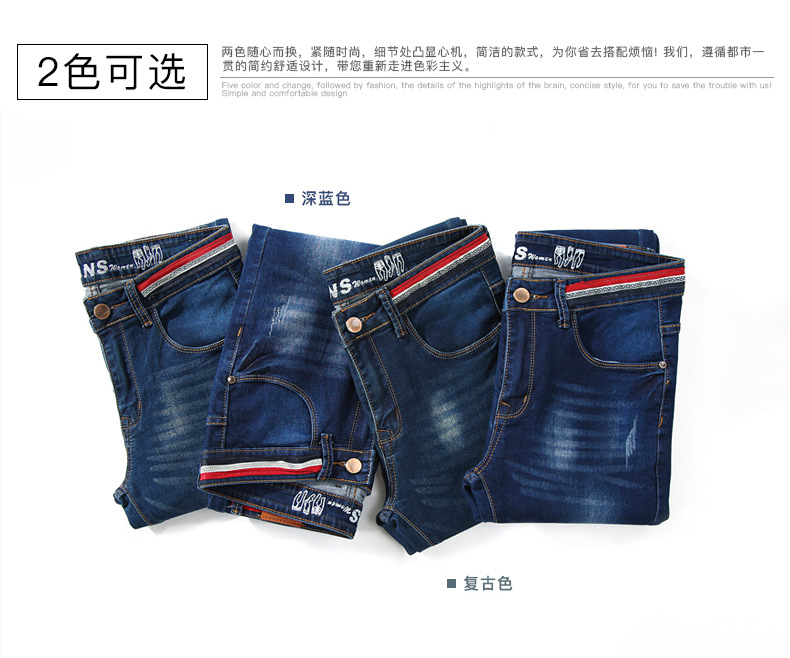 2色可选
两色随心而换，紧随时尚，细节处凸显心机，简洁的款式，为你省去搭配烦恼! 我们，遵循都市一
贯的简约舒适设计，带您重新走进色彩主义。
Five color and change, followed by fashion, the details of the highlights of the brain, concise style, for you to save the trouble with us!
Simple and comfortable design
■ 深蓝色
NS Women
NS Women
S Women
S Women
■ 复古色